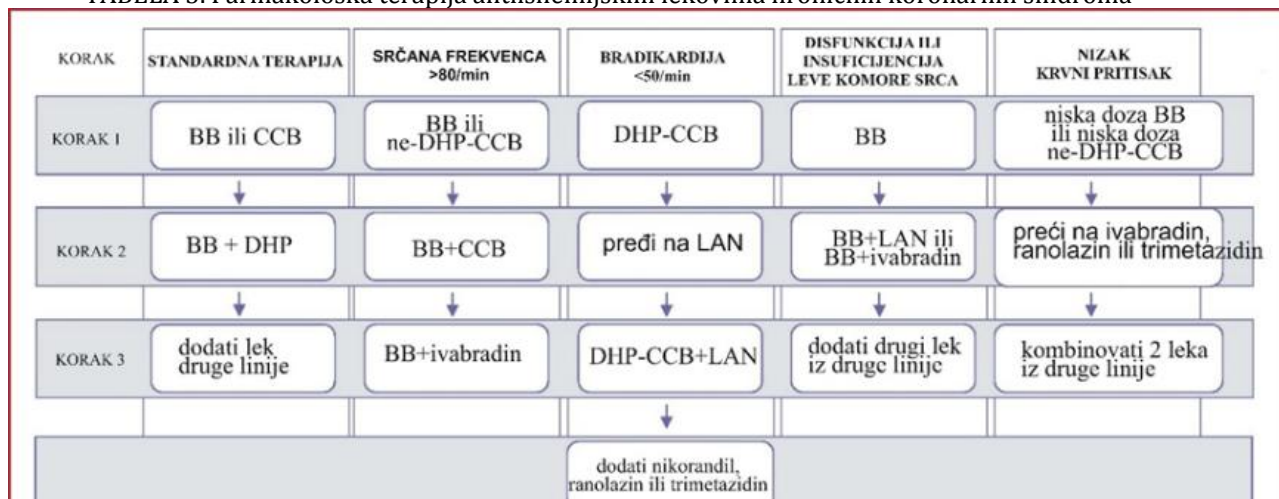 KORAK
STANDARDNA TERAPIJA
SRČANA FREKVENCA
>80/min
BRADIKARDIJA
<50/min
DISFUNKCIJA ILI
INSUFICIJENCIJA
LEVE KOMORE SRCA
NIZAK
KRVNI PRITISAK
KORAK 1
BB ili CCB
BB ili
ne-DHP-CCB
DHP-CCB
BB
niska doza BB
ili niska doza
ne-DHP-CCB
KORAK 2
BB + DHP
BB+CCB
pređi na LAN
BB+LAN ili
BB+ivabradin
preći na ivabradin,
ranolazin ili trimetazidin
KORAK 3
dodati lek
druge linije
BB+ivabradin
DHP-CCB+LAN
dodati drugi lek
iz druge linije
kombinovati 2 leka
iz druge linije
dodati nikorandil,
ranolazin ili trimetazidin